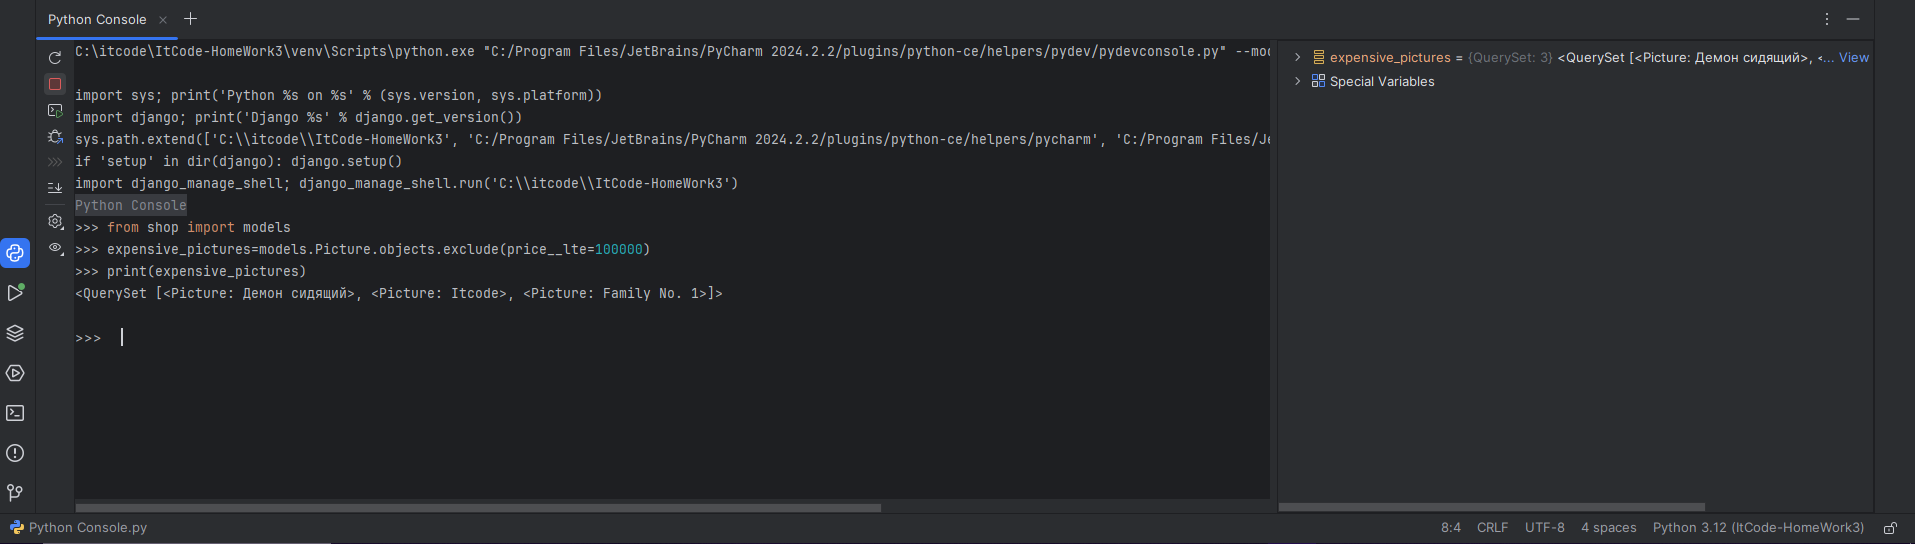 Python Console
C:\itcode\ItCode-HomeWork3\venv\Scripts\python.exe "C:/Program Files/JetBrains/PyCharm 2024.2.2/plugins/python-ce/helpers/pydev/pydevconsole.py" --mod
import sys; print('Python %s on %s' % (sys.version, sys.platform))
import django; print('Django %s' % django.get_version())
sys.path.extend(['C:\\itcode\\ItCode-HomeWork3', 'C:/Program Files/JetBrains/PyCharm 2024.2.2/plugins/python-ce/helpers/pycharm', 'C:/Program Files/Je
if 'setup' in dir(django): django.setup()
import django_manage_shell; django_manage_shell.run('C:\\itcode\\ItCode-HomeWork3')
Python Console
>>> from shop import models
>>> expensive_pictures=models.Picture.objects.exclude(price__lte=100000)
>>> print(expensive_pictures)
<QuerySet [<Picture: Демон сидящий>, <Picture: Itcode>, <Picture: Family No. 1>]>
>>>
expensive_pictures = {QuerySet: 3} <QuerySet [<Picture: Демон сидящий>, <... View
Special Variables
Python Console.py
8:4 CRLF UTF-8 4 spaces Python 3.12 (ItCode-HomeWork3)